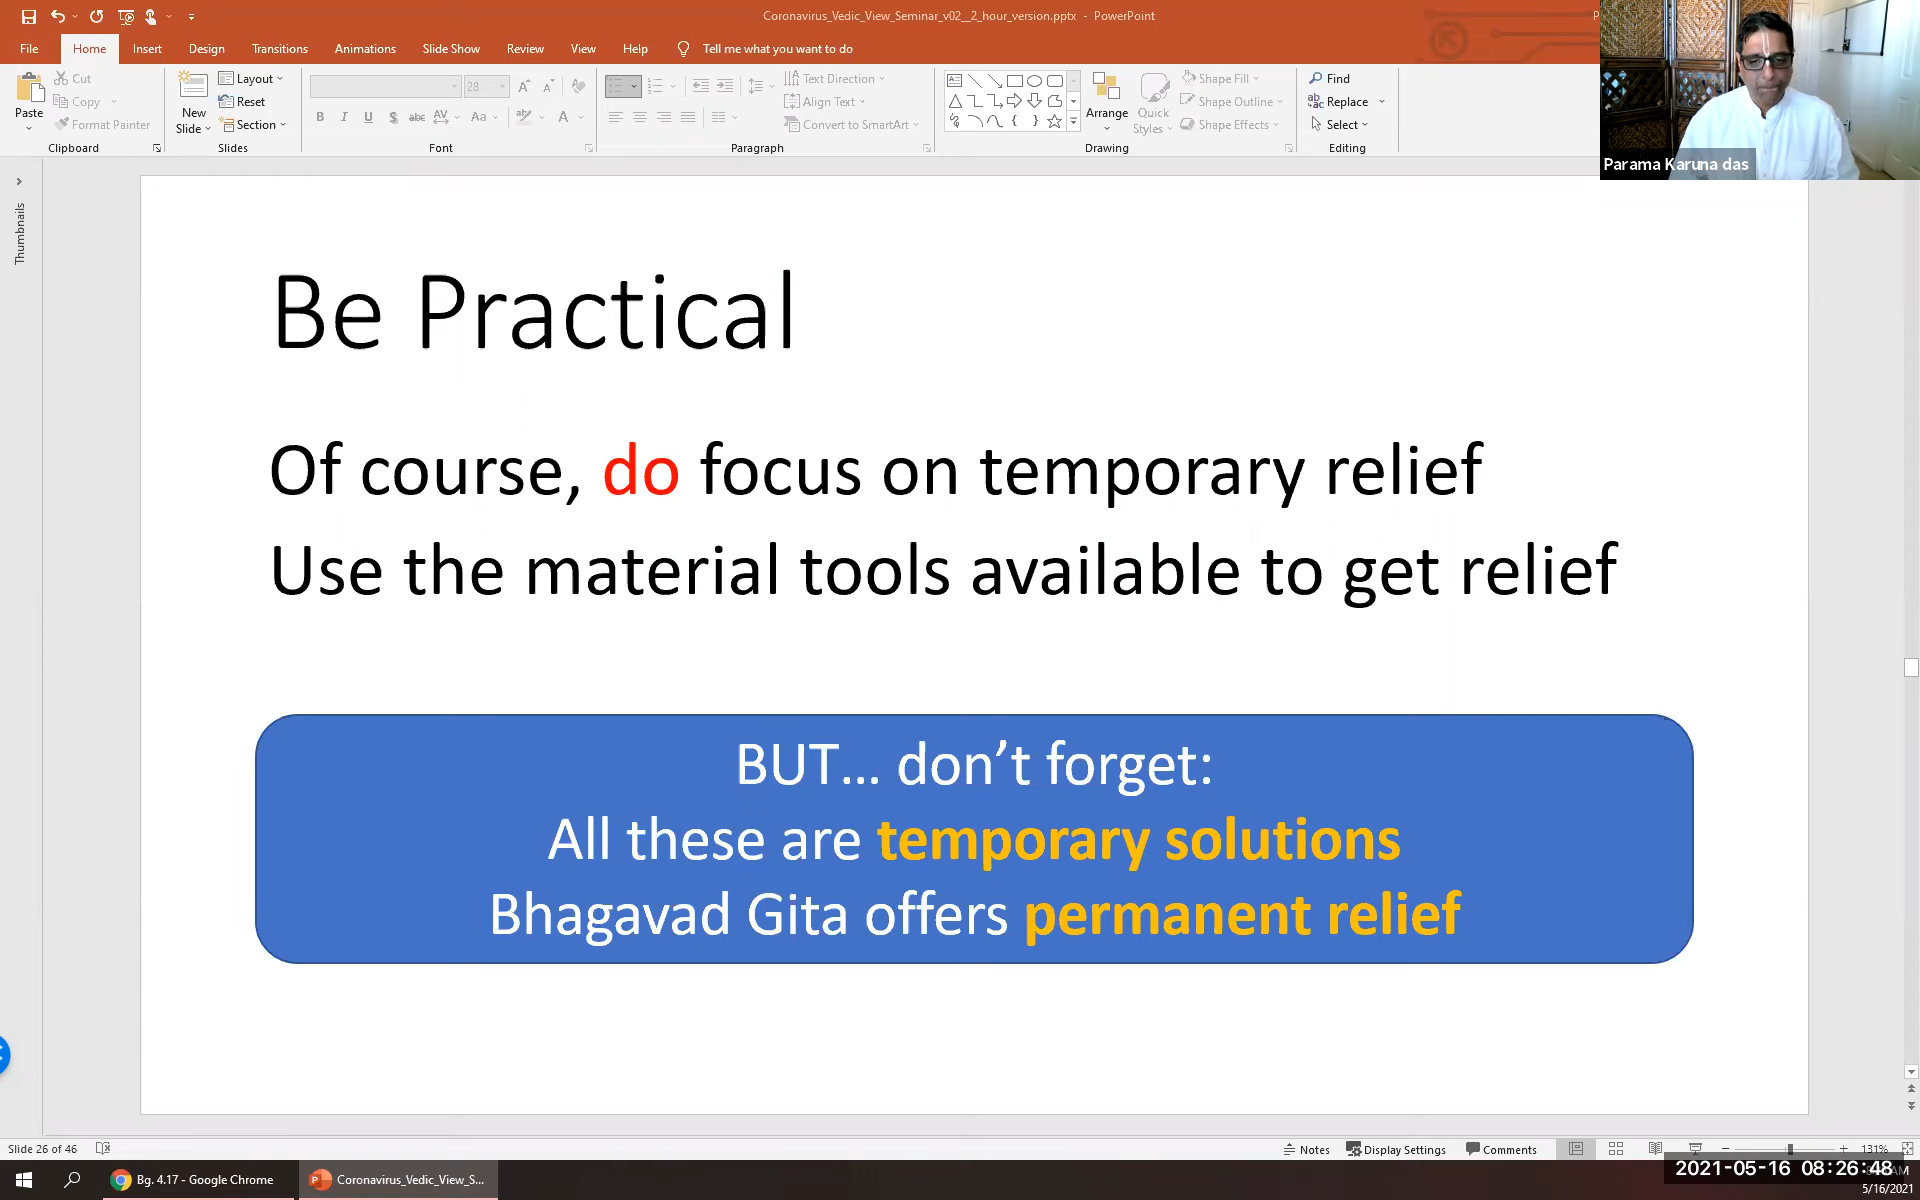 Coronavirus_Vedic_View_Seminar_v02__2_hour_version.pptx - PowerPoint
File Home Insert Design Transitions Animations Slide Show Review View Help Tell me what you want to do
Paste
Cut
Copy
Format Painter
Clipboard
New Slide
Layout
Reset
Section
Slides
28
Font
Text Direction
Align Text
Convert to SmartArt
Paragraph
Arrange
Quick Styles
Shape Fill
Shape Outline
Shape Effects
Drawing
Find
Replace
Select
Editing
Parama Karuna das
Thumbnails
Be Practical
Of course, do focus on temporary relief
Use the material tools available to get relief
BUT... don’t forget:
All these are temporary solutions
Bhagavad Gita offers permanent relief
Slide 26 of 46
Notes Display Settings Comments 131%
Bg. 4.17 - Google Chrome
Coronavirus_Vedic_View_S...
2021-05-16 08:26:48
5/16/2021